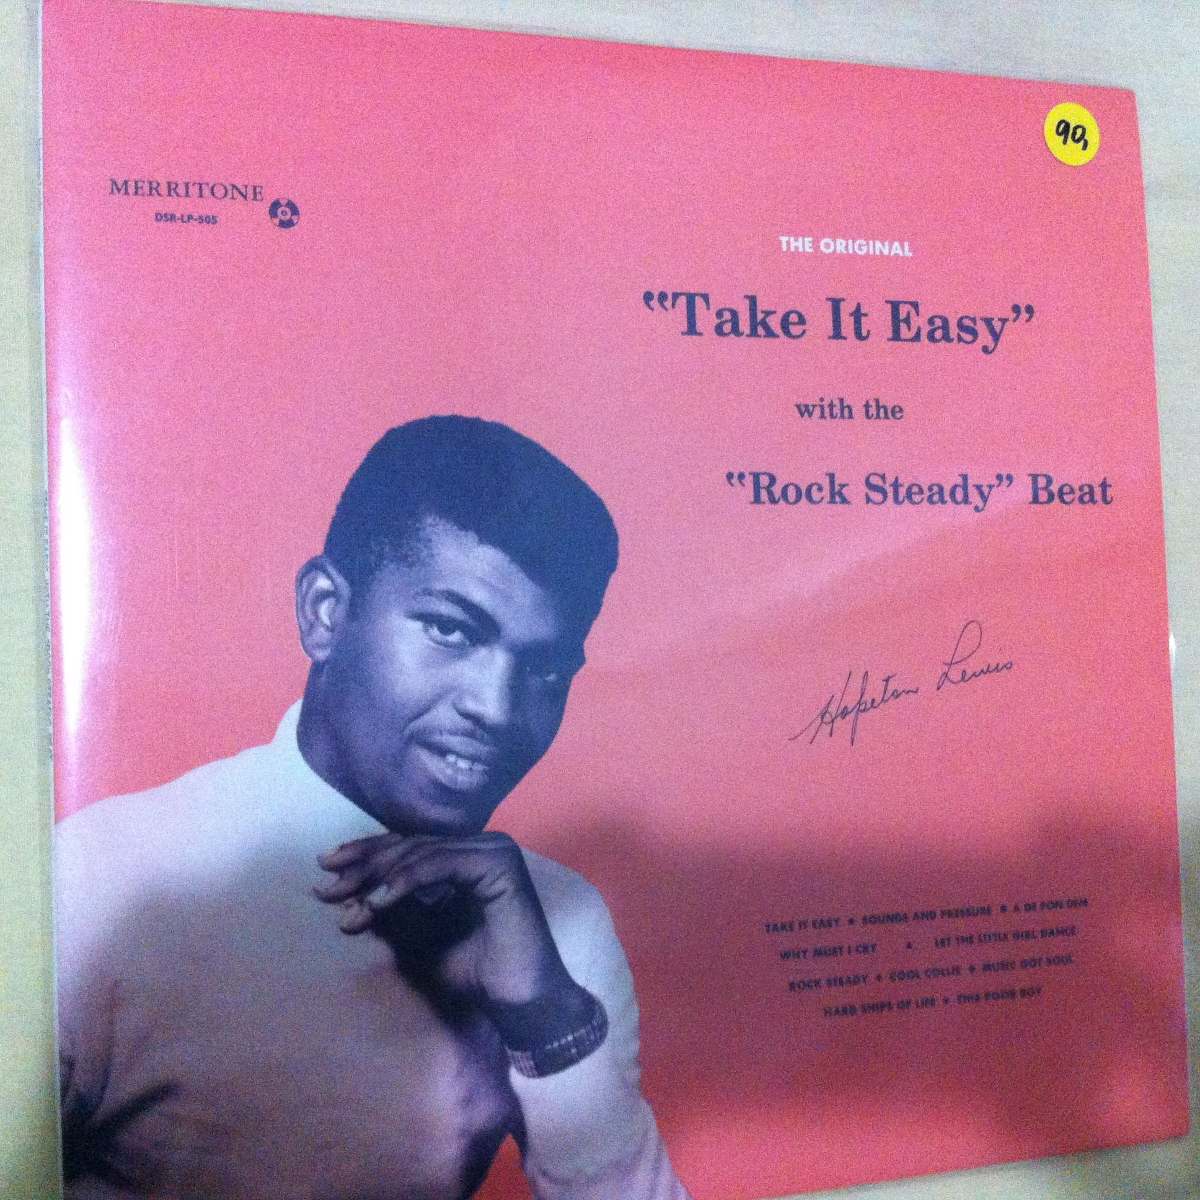 90,
MERRITONE
DSR-LP-505
THE ORIGINAL
“Take It Easy”
with the
“Rock Steady” Beat
Hopeton Lewis
TAKE IT EASY • SOUNDS AND PRESSURE • A DE PON DEM
WHY MUST I CRY • LET THE LITTLE GIRL DANCE
ROCK STEADY • COOL COLLIE • MUSIC GOT SOUL
HARD SHIPS OF LIFE • THIS POOR BOY